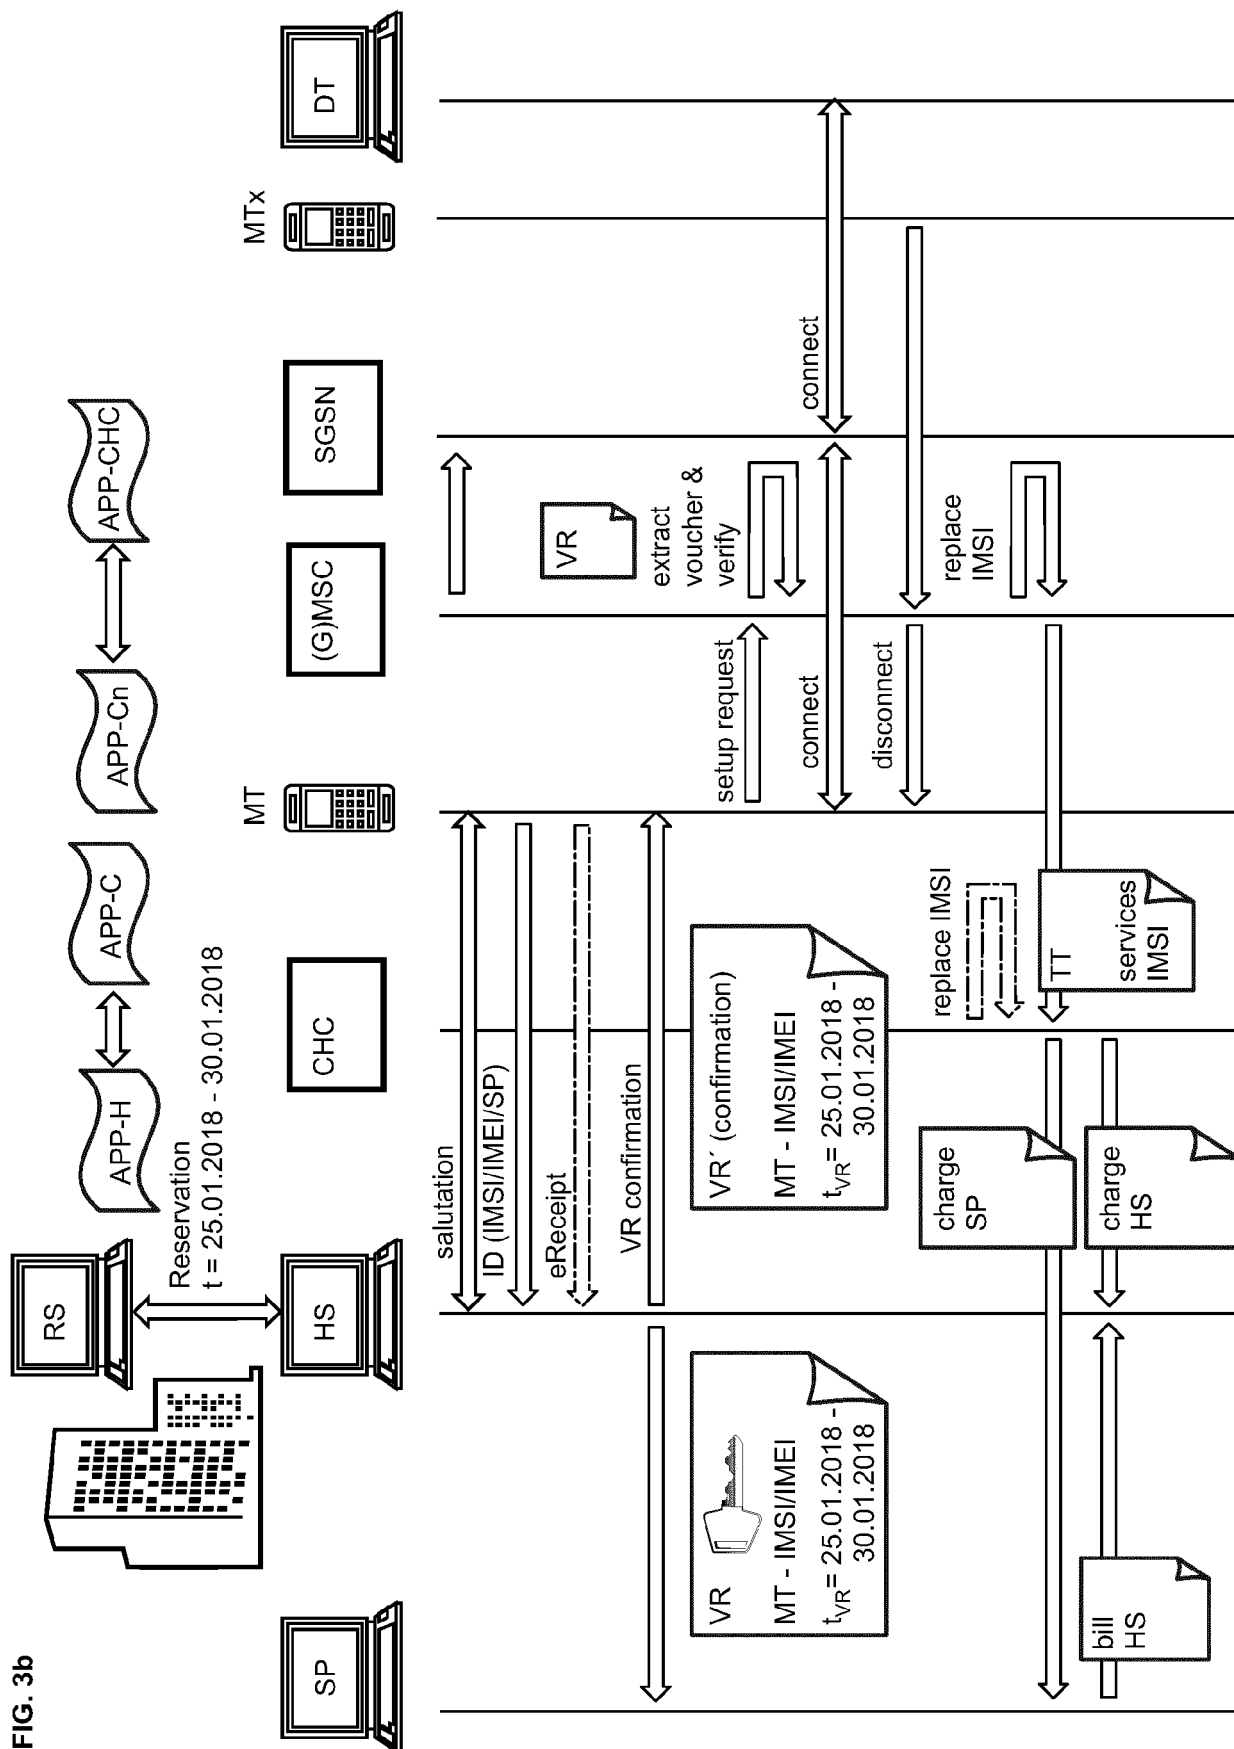 FIG. 3b
RS
Reservation
t = 25.01.2018 - 30.01.2018
APP-H
APP-C
APP-Cn
APP-CHC
SP
HS
CHC
MT
(G)MSC
SGSN
MTx
DT
salutation
ID (IMSI/IMEI/SP)
eReceipt
VR confirmation
VR
MT - IMSI/IMEI
tVR= 25.01.2018 -
30.01.2018
VR´ (confirmation)
MT - IMSI/IMEI
tVR= 25.01.2018 -
30.01.2018
VR
extract
voucher &
verify
setup request
connect
connect
disconnect
replace
IMSI
replace IMSI
TT
services
IMSI
charge
SP
charge
HS
bill
HS